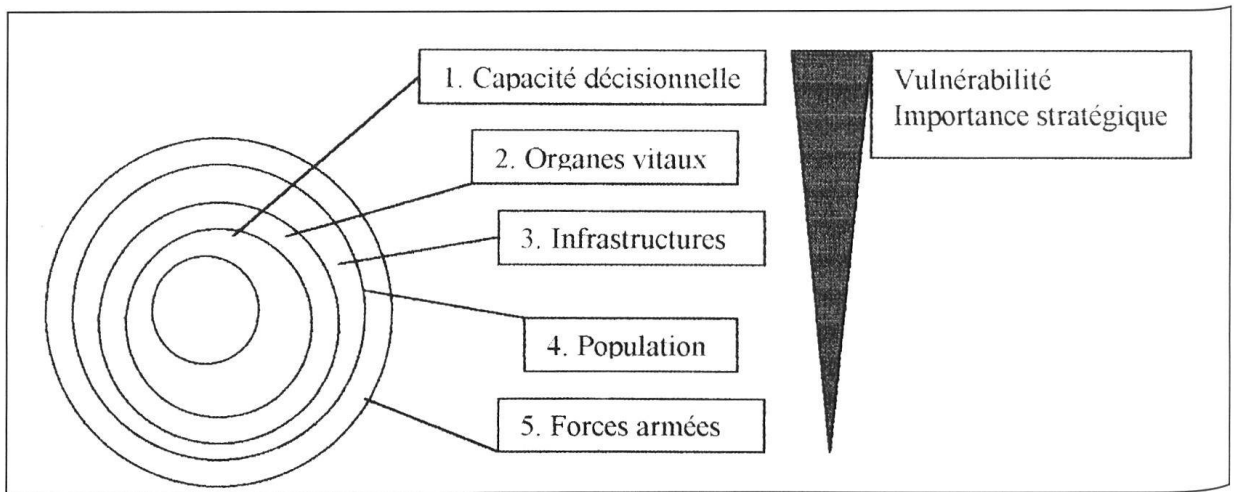 1. Capacité décisionnelle
2. Organes vitaux
3. Infrastructures
4. Population
5. Forces armées
Vulnérabilité
Importance stratégique